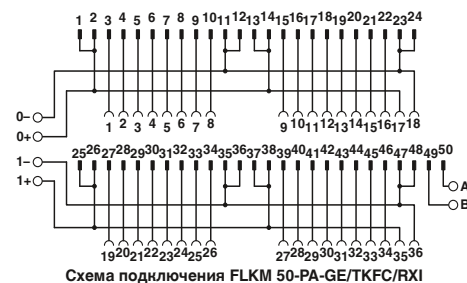 1 2 3 4 5 6 7 8 9 10 11 12 13 14 15 16 17 18 19 20 21 22 23 24
0–
0+
1 2 3 4 5 6 7 8 9 10 11 12 13 14 15 16 17 18
1–
1+
25 26 27 28 29 30 31 32 33 34 35 36 37 38 39 40 41 42 43 44 45 46 47 48 49 50
A
B
19 20 21 22 23 24 25 26 27 28 29 30 31 32 33 34 35 36
Схема подключения FLKM 50-PA-GE/TKFC/RXI